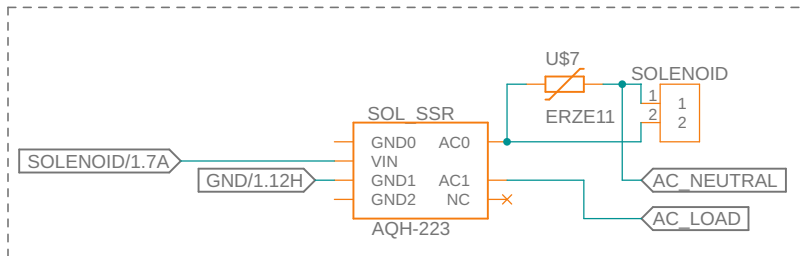 U$7
SOLENOID
1
1
2
2
ERZE11
SOL_SSR
GND0
AC0
VIN
GND1
AC1
GND2
NC
AQH-223
SOLENOID/1.7A
GND/1.12H
AC_NEUTRAL
AC_LOAD